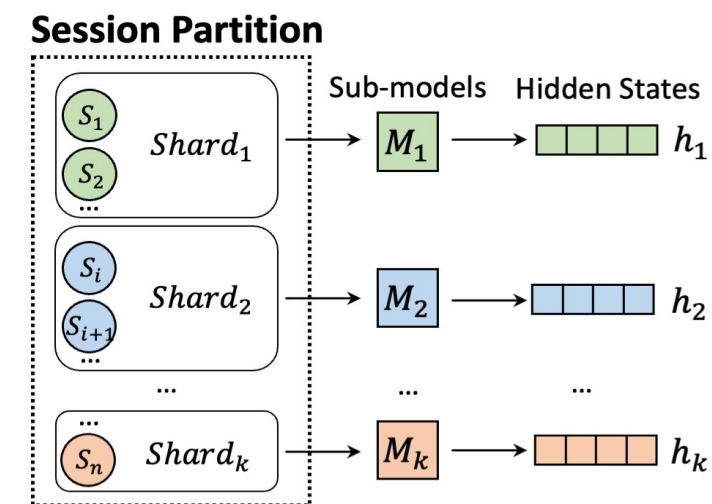 Session Partition
Sub-models Hidden States
S₁
Shard₁
M₁
h₁
S₂
...
Sᵢ
Shard₂
M₂
h₂
Sᵢ₊₁
...
... ... ...
...
Sₙ
Shardₖ
Mₖ
hₖ